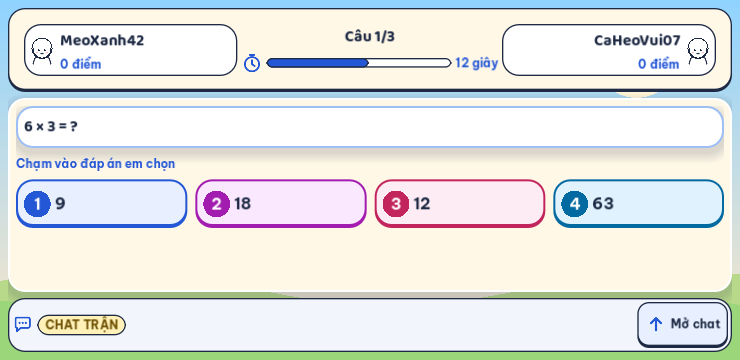 MeoXanh42
0 điểm
Câu 1/3
12 giây
CaHeoVui07
0 điểm
6 × 3 = ?
Chạm vào đáp án em chọn
1 9
2 18
3 12
4 63
CHAT TRẬN
Mở chat